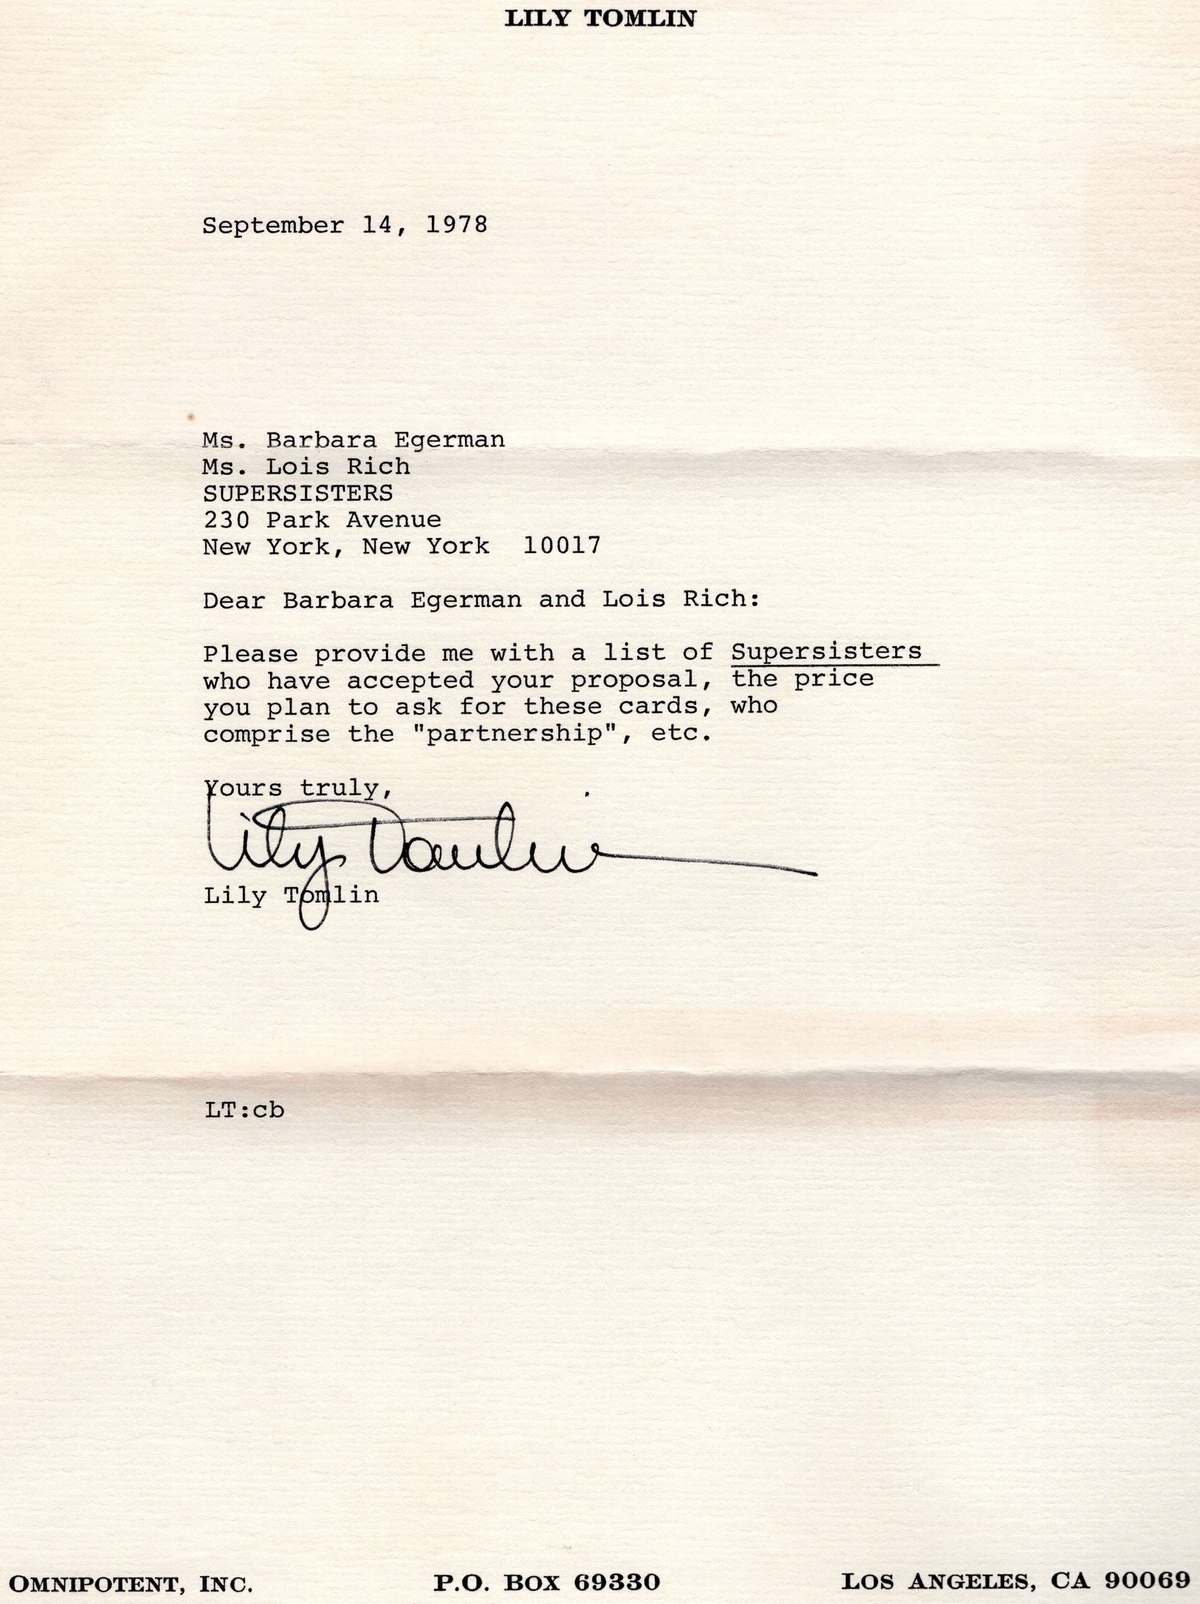 LILY TOMLIN
September 14, 1978
Ms. Barbara Egerman
Ms. Lois Rich
SUPERSISTERS
230 Park Avenue
New York, New York  10017
Dear Barbara Egerman and Lois Rich:
Please provide me with a list of Supersisters
who have accepted your proposal, the price
you plan to ask for these cards, who
comprise the "partnership", etc.
Yours truly,
Lily Tomlin
Lily Tomlin
LT:cb
OMNIPOTENT, INC. P.O. BOX 69330 LOS ANGELES, CA 90069